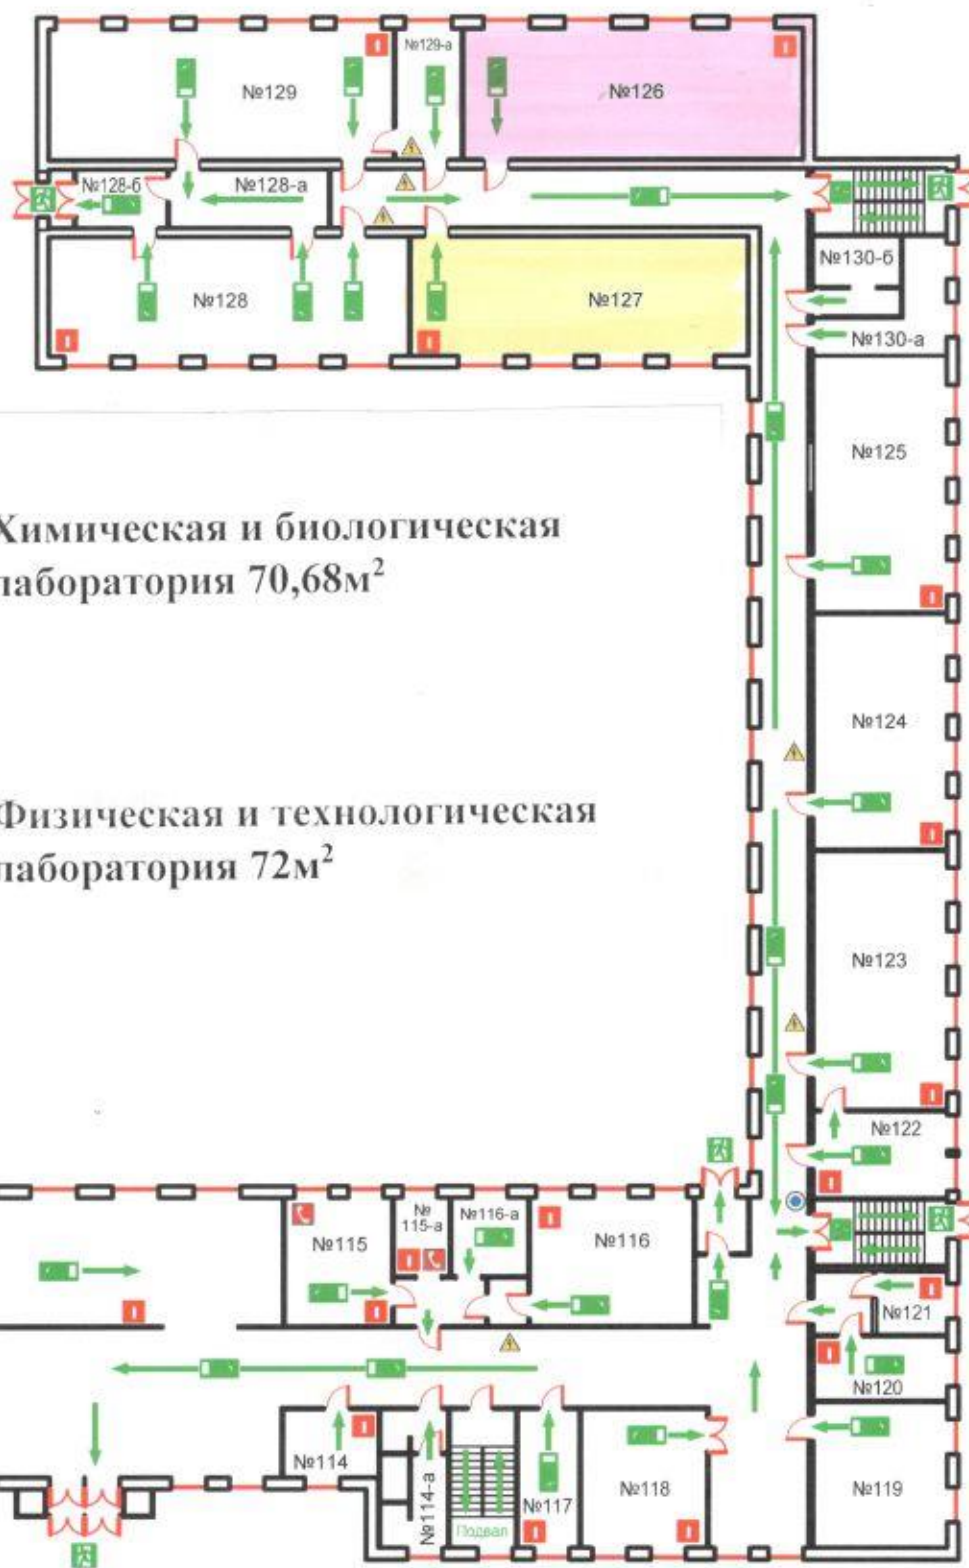 №129
№129-а
№126
№128-б
№128-а
№130-б
№128
№127
№130-а
№125
Химическая и биологическая
лаборатория 70,68м²
№124
Физическая и технологическая
лаборатория 72м²
№123
№122
№115
№
115-а
№116-а
№116
№121
№120
№114
№114-а
Подвал
№117
№118
№119